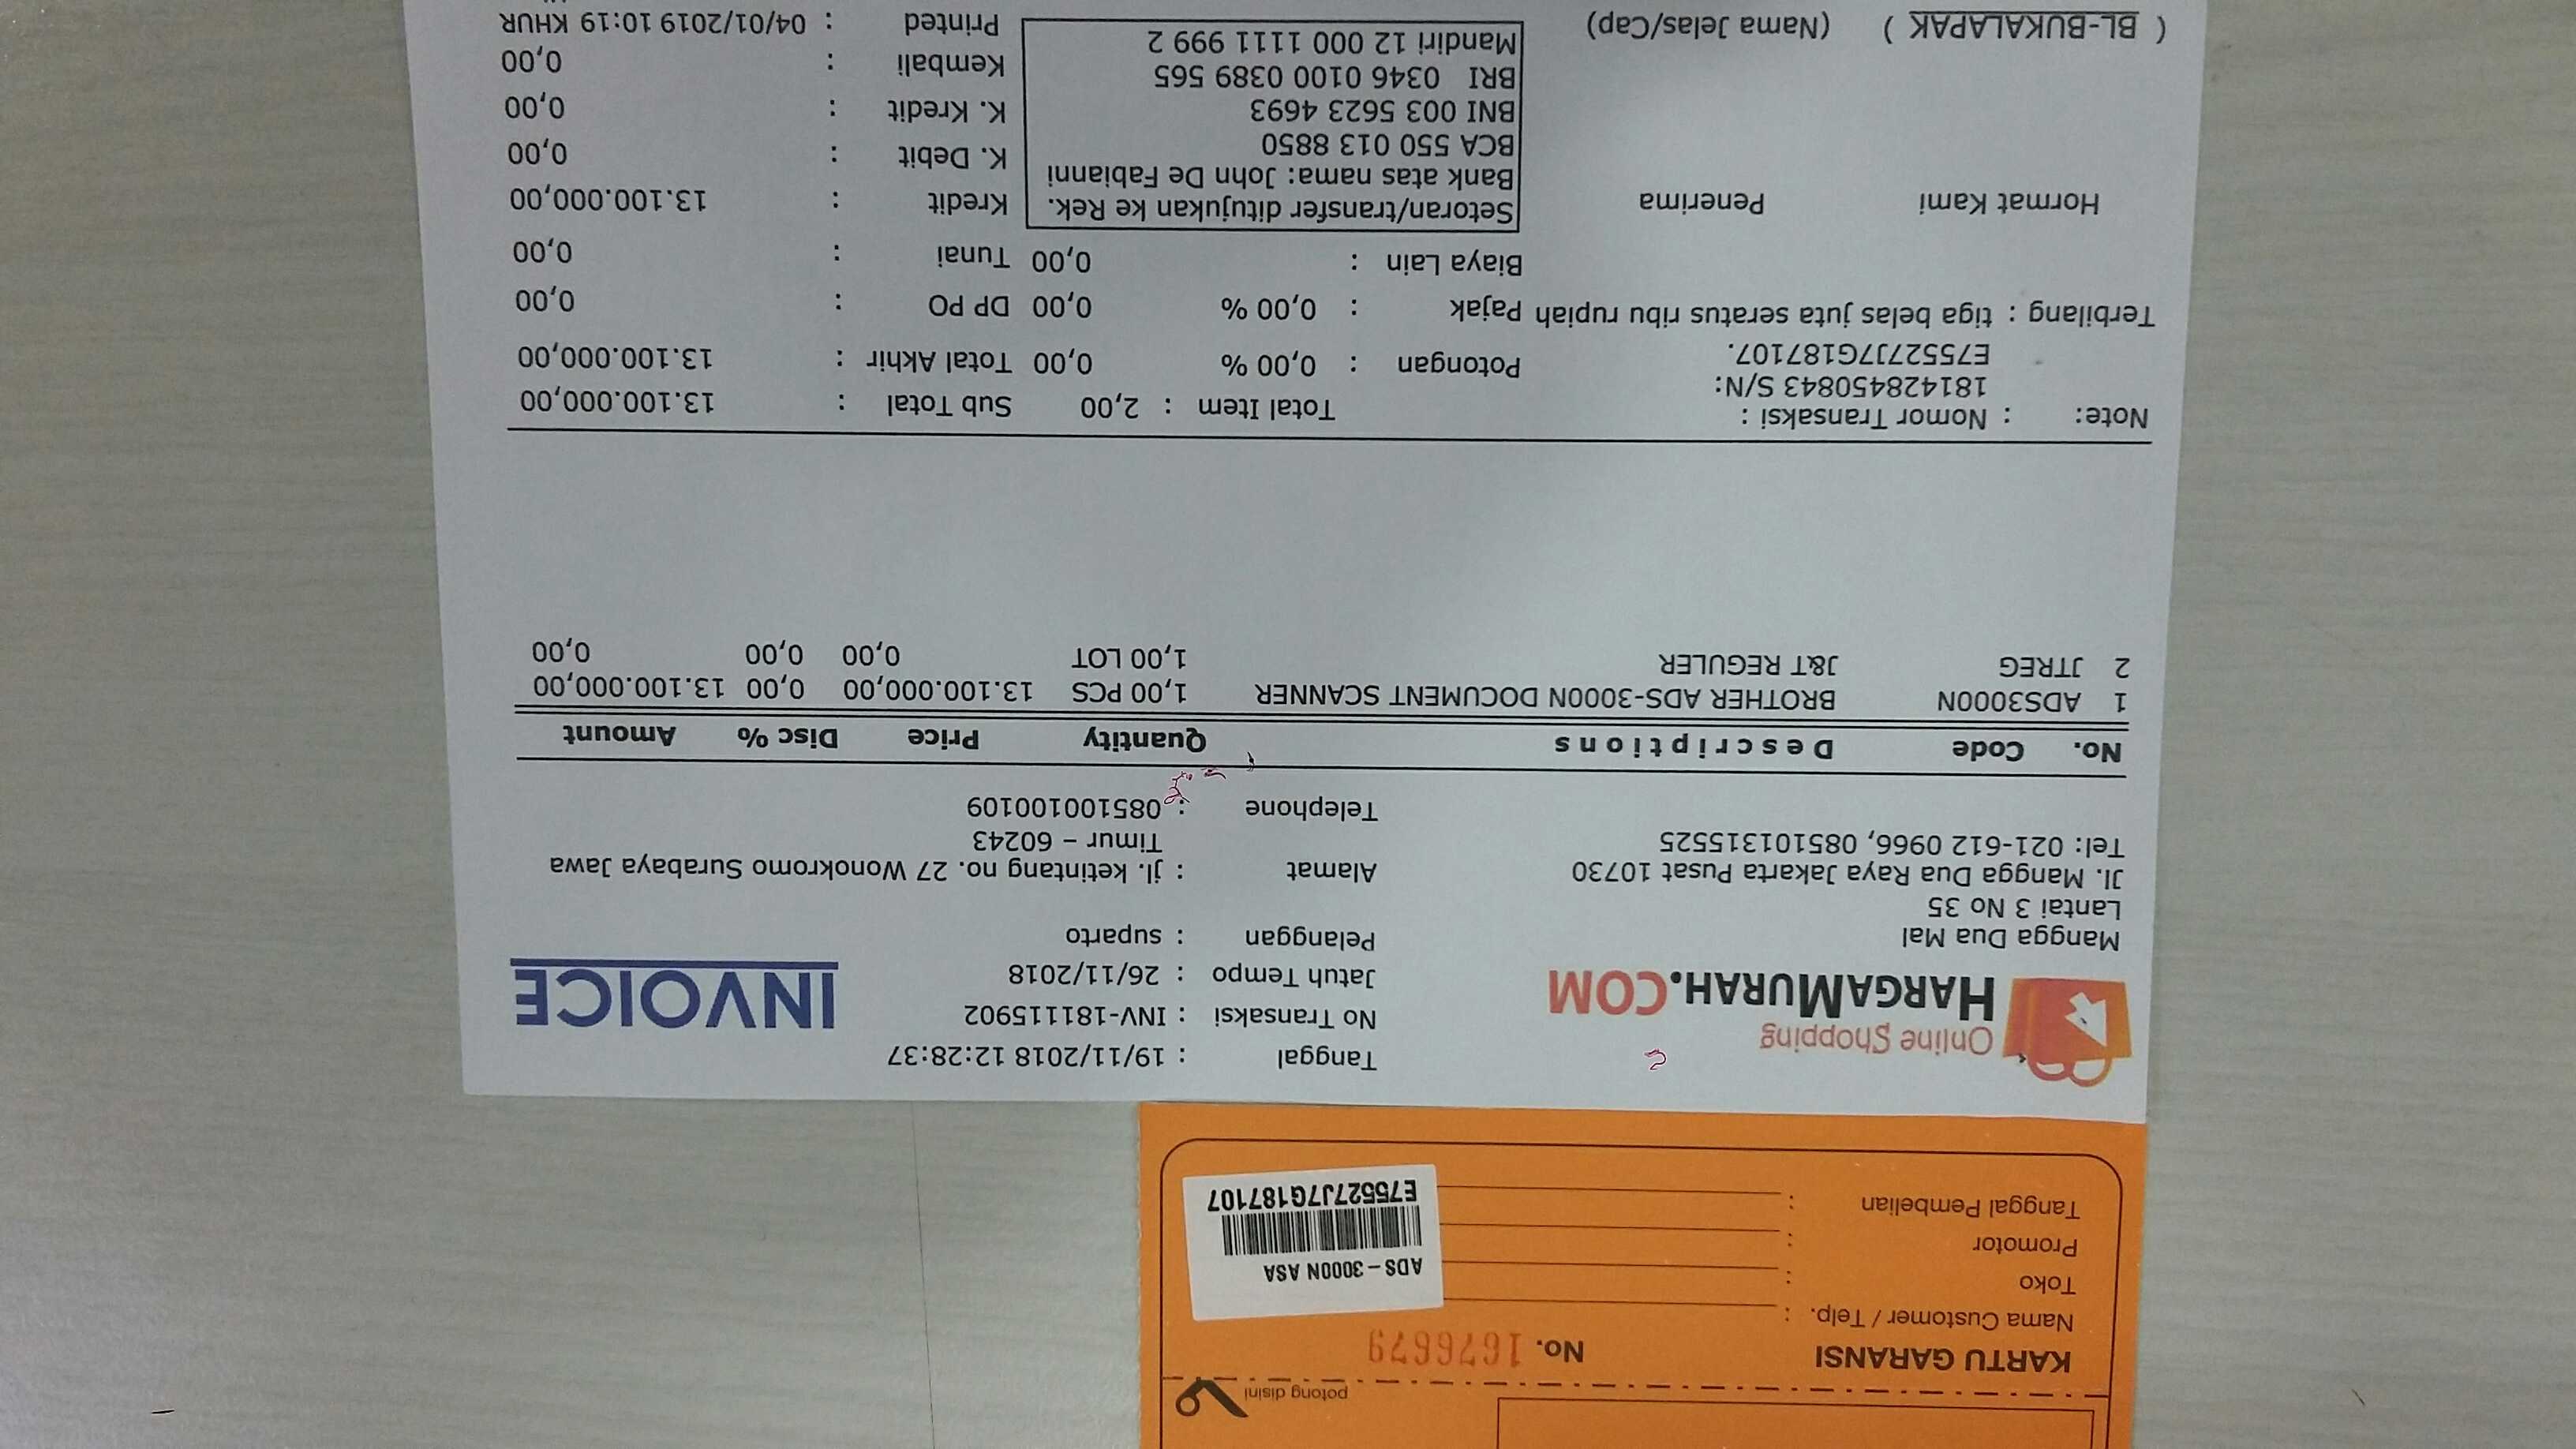 Online Shopping
HARGAMURAH.COM
Mangga Dua Mal
Lantai 3 No 35
Jl. Mangga Dua Raya Jakarta Pusat 10730
Tel: 021-612 0966, 085101315525
Tanggal : 19/11/2018 12:28:37
No Transaksi : INV-181115902
Jatuh Tempo : 26/11/2018
Pelanggan : suparto
Alamat : jl. ketintang no. 27 Wonokromo Surabaya Jawa
Timur – 60243
Telephone : 085100100109
INVOICE
No. Code Descriptions Quantity Price Disc % Amount
1 ADS3000N BROTHER ADS-3000N DOCUMENT SCANNER 1,00 PCS 13.100.000,00 0,00 13.100.000,00
2 JTREG J&T REGULER 1,00 LOT 0,00 0,00 0,00
Note: : Nomor Transaksi :
181428450843 S/N:
E75527J7G187107.
Terbilang : tiga belas juta seratus ribu rupiah
Hormat Kami Penerima
( BL-BUKALAPAK ) (Nama Jelas/Cap)
Total Item : 2,00
Potongan : 0,00 % 0,00
Pajak : 0,00 % 0,00
Biaya Lain : 0,00
Setoran/transfer ditujukan ke Rek.
Bank atas nama: John De Fabianni
BCA 550 013 8850
BNI 003 5623 4693
BRI 0346 0100 0389 565
Mandiri 12 000 1111 999 2
Sub Total : 13.100.000,00
Total Akhir : 13.100.000,00
DP PO : 0,00
Tunai : 0,00
Kredit : 13.100.000,00
K. Debit : 0,00
K. Kredit : 0,00
Kembali : 0,00
Printed : 04/01/2019 10:19 KHUR
potong disini
KARTU GARANSI No. 1676679
Nama Customer / Telp. :
Toko :
Promotor :
Tanggal Pembelian :
ADS – 3000N ASA
E75527J7G187107